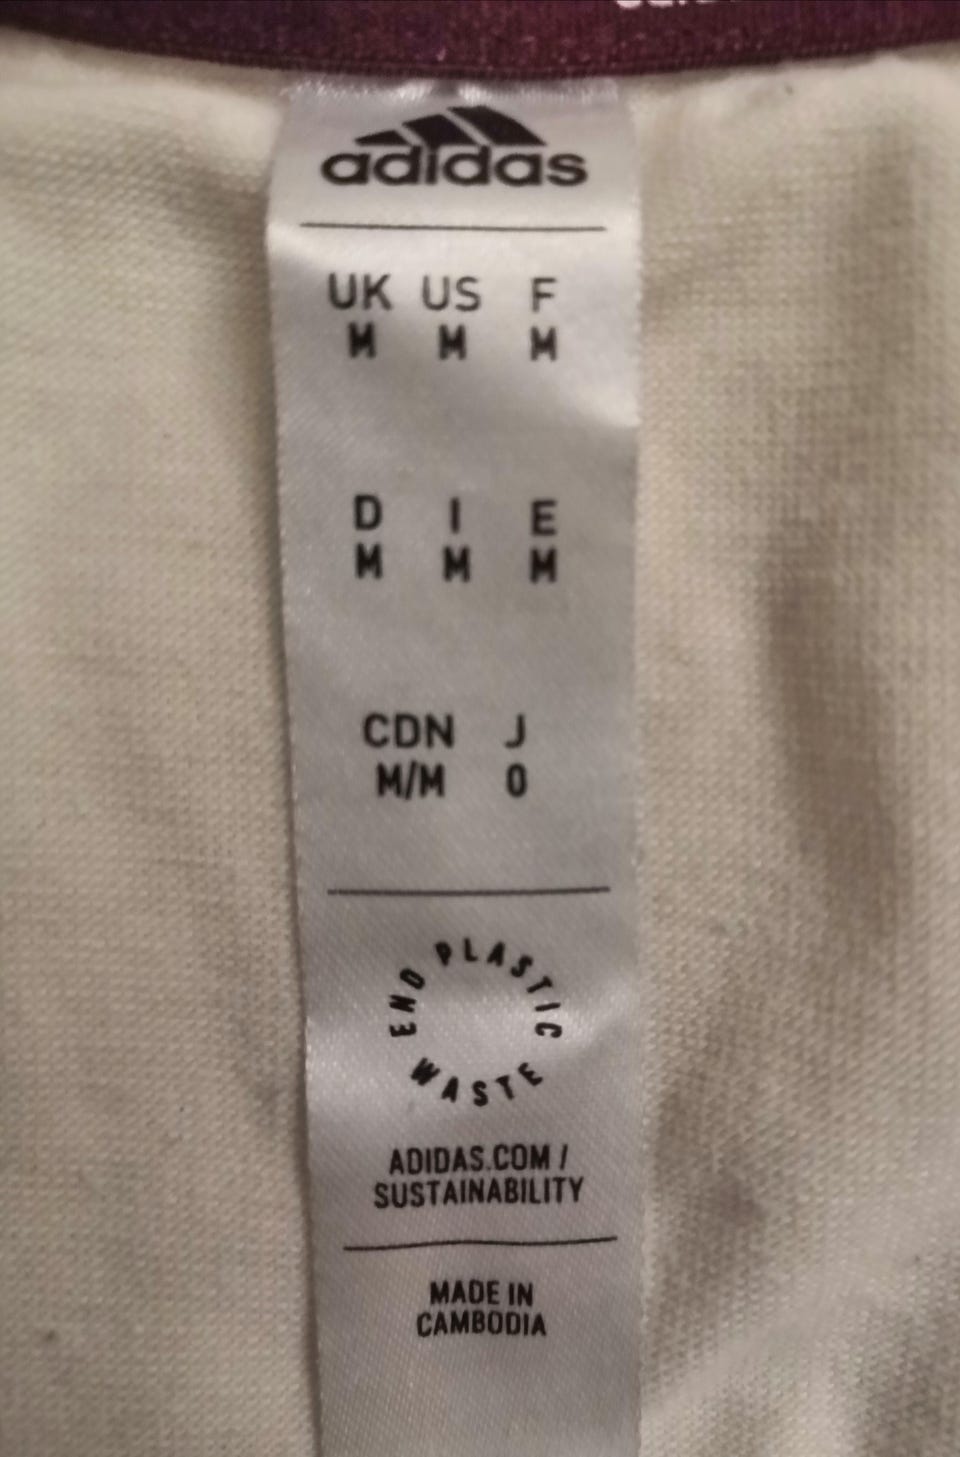 adidas
UK US F
M M M
D I E
M M M
CDN J
M/M O
END PLASTIC WASTE
ADIDAS.COM /
SUSTAINABILITY
MADE IN
CAMBODIA